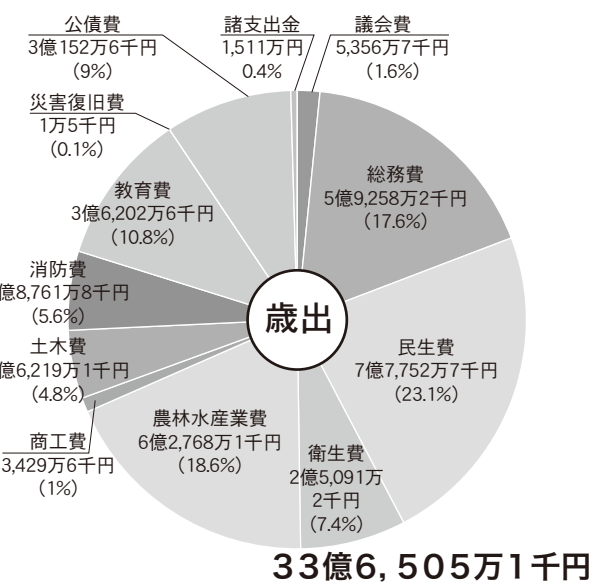 公債費
3億152万6千円
（9%）
諸支出金
1,511万円
0.4%
議会費
5,356万7千円
（1.6%）
災害復旧費
1万5千円
（0.1%）
総務費
5億9,258万2千円
（17.6%）
教育費
3億6,202万6千円
（10.8%）
消防費
億8,761万8千円
（5.6%）
歳出
土木費
億6,219万1千円
（4.8%）
民生費
7億7,752万7千円
（23.1%）
農林水産業費
6億2,768万1千円
（18.6%）
商工費
3,429万6千円
（1%）
衛生費
2億5,091万
2千円
（7.4%）
33億6,505万1千円